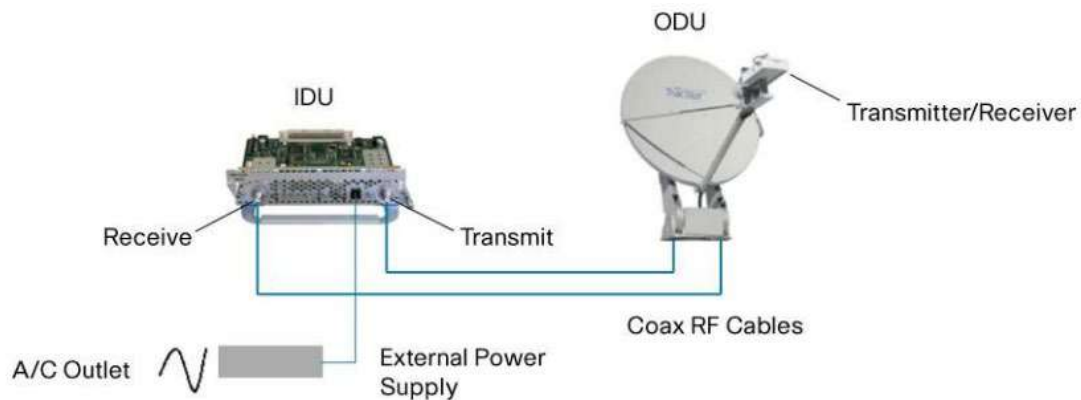 ODU
IDU
Transmitter/Receiver
Receive
Transmit
Coax RF Cables
A/C Outlet
External Power
Supply